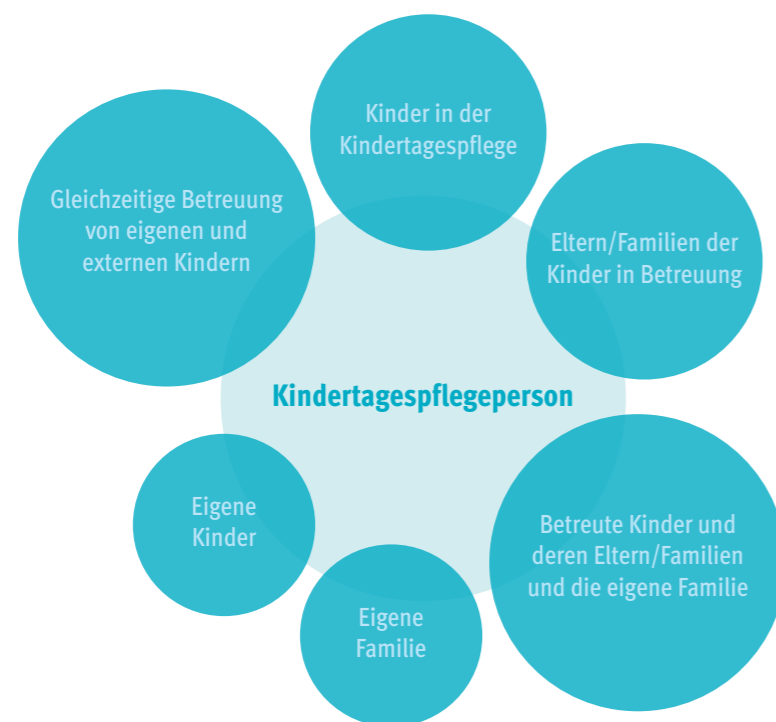 Kinder in der
Kindertagespflege
Gleichzeitige Betreuung
von eigenen und
externen Kindern
Eltern/Familien der
Kinder in Betreuung
Kindertagespflegeperson
Eigene
Kinder
Betreute Kinder und
deren Eltern/Familien
und die eigene Familie
Eigene
Familie